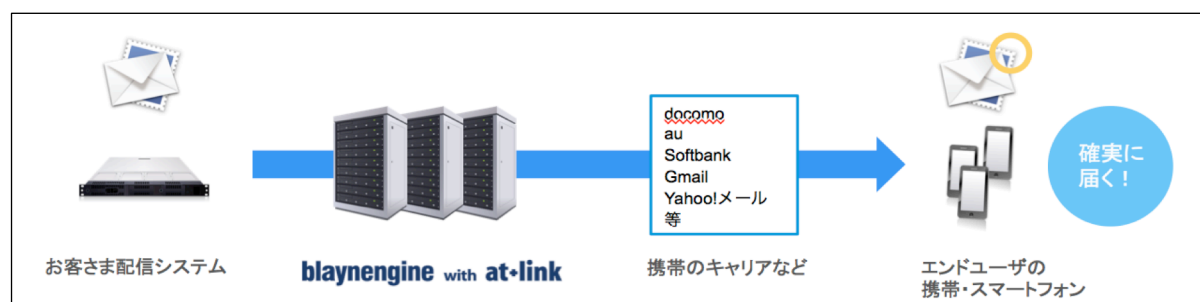 docomo
au
Softbank
Gmail
Yahoo!メール
等
確実に
届く！
お客さま配信システム
blaynengine with at+link
携帯のキャリアなど
エンドユーザの
携帯・スマートフォン